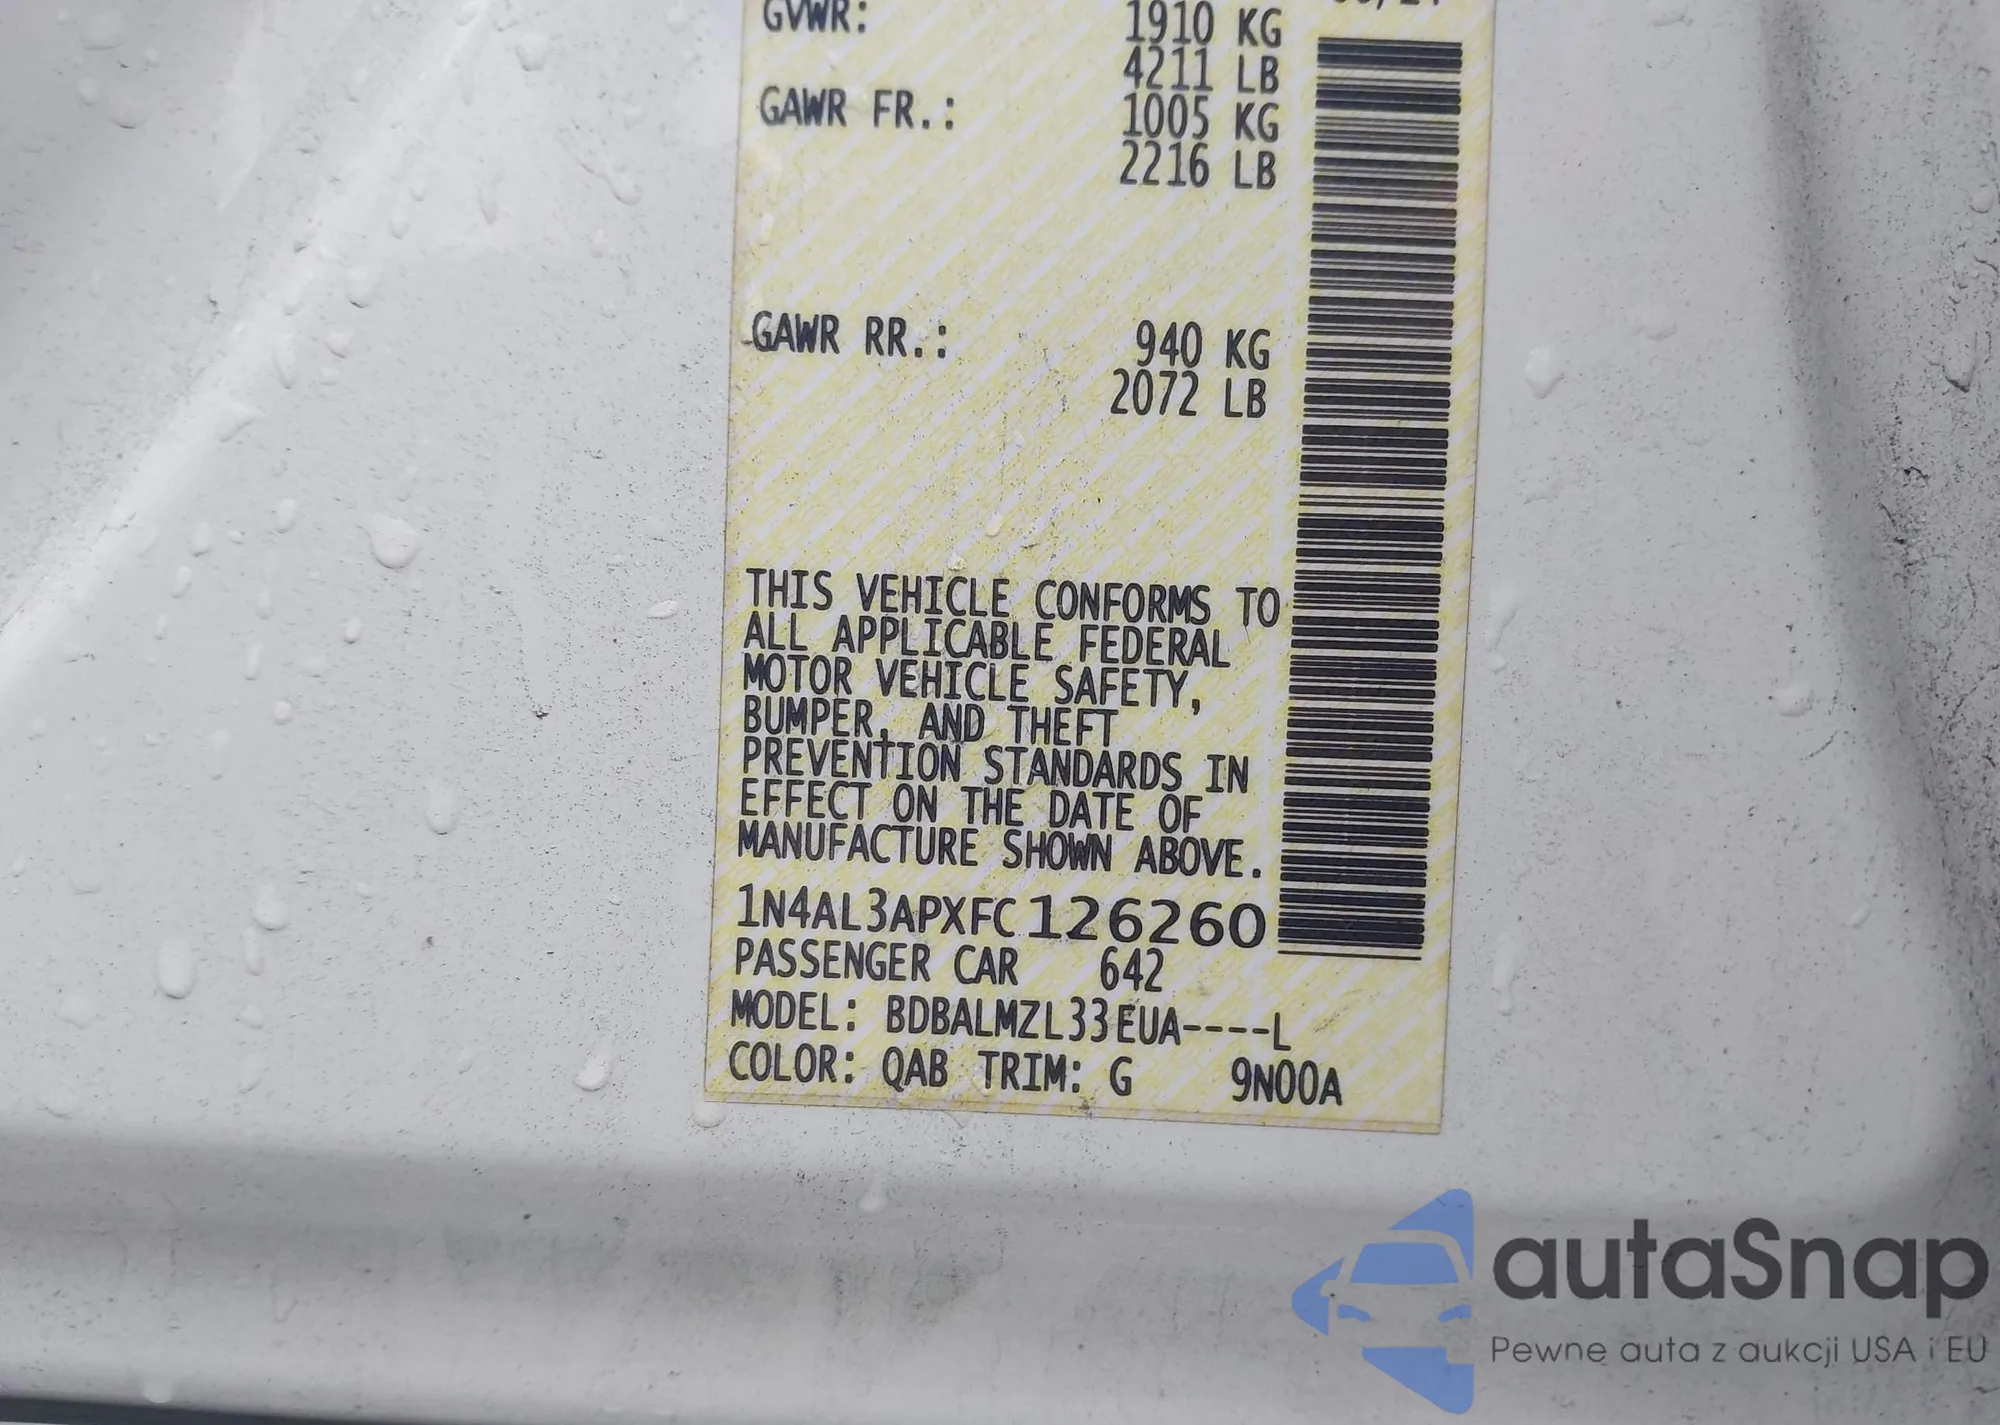 GVWR: 1910 KG
4211 LB
GAWR FR.: 1005 KG
2216 LB
GAWR RR.: 940 KG
2072 LB
THIS VEHICLE CONFORMS TO
ALL APPLICABLE FEDERAL
MOTOR VEHICLE SAFETY,
BUMPER, AND THEFT
PREVENTION STANDARDS IN
EFFECT ON THE DATE OF
MANUFACTURE SHOWN ABOVE.
1N4AL3APXFC126260
PASSENGER CAR 642
MODEL: BDBALMZL33EUA----L
COLOR: QAB TRIM: G 9N00A
autaSnap
Pewne auta z aukcji USA i EU